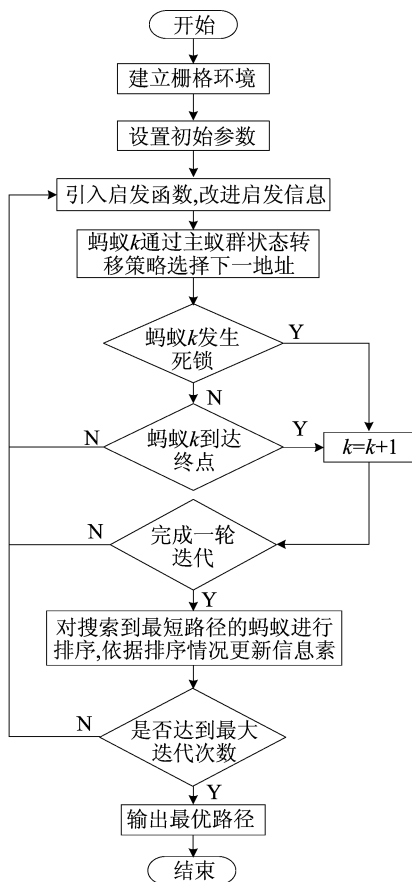 开始
建立栅格环境
设置初始参数
引入启发函数,改进启发信息
蚂蚁k通过主蚁群状态转
移策略选择下一地址
蚂蚁k发生
死锁
Y
N
蚂蚁k到达
终点
N
Y
k=k+1
完成一轮
迭代
N
Y
对搜索到最短路径的蚂蚁进行
排序,依据排序情况更新信息素
是否达到最大
迭代次数
N
Y
输出最优路径
结束